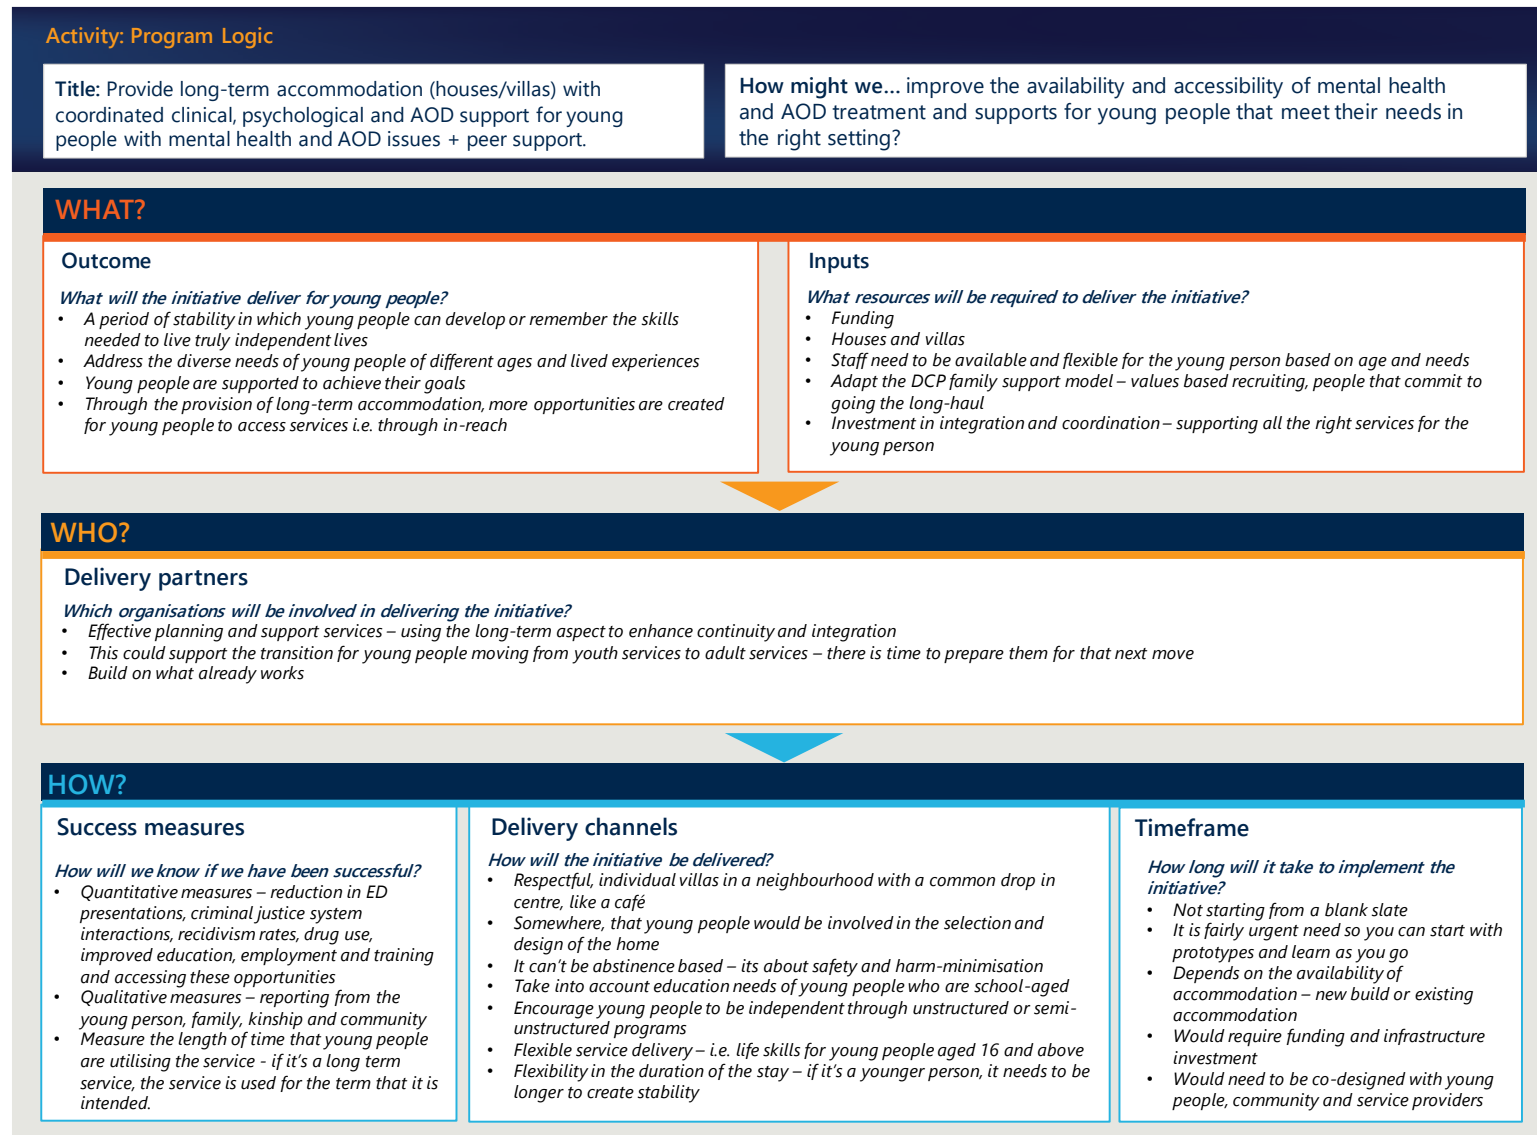 Activity: Program Logic
Title: Provide long-term accommodation (houses/villas) with
coordinated clinical, psychological and AOD support for young
people with mental health and AOD issues + peer support.
How might we... improve the availability and accessibility of mental health
and AOD treatment and supports for young people that meet their needs in
the right setting?
WHAT?
Outcome
What will the initiative deliver for young people?
• A period of stability in which young people can develop or remember the skills
needed to live truly independent lives
• Address the diverse needs of young people of different ages and lived experiences
• Young people are supported to achieve their goals
• Through the provision of long-term accommodation, more opportunities are created
for young people to access services i.e. through in-reach
Inputs
What resources will be required to deliver the initiative?
• Funding
• Houses and villas
• Staff need to be available and flexible for the young person based on age and needs
• Adapt the DCP family support model – values based recruiting, people that commit to
going the long-haul
• Investment in integration and coordination – supporting all the right services for the
young person
WHO?
Delivery partners
Which organisations will be involved in delivering the initiative?
• Effective planning and support services – using the long-term aspect to enhance continuity and integration
• This could support the transition for young people moving from youth services to adult services – there is time to prepare them for that next move
• Build on what already works
HOW?
Success measures
How will we know if we have been successful?
• Quantitative measures – reduction in ED
presentations, criminal justice system
interactions, recidivism rates, drug use,
improved education, employment and training
and accessing these opportunities
• Qualitative measures – reporting from the
young person, family, kinship and community
• Measure the length of time that young people
are utilising the service - if it's a long term
service, the service is used for the term that it is
intended.
Delivery channels
How will the initiative be delivered?
• Respectful, individual villas in a neighbourhood with a common drop in
centre, like a café
• Somewhere, that young people would be involved in the selection and
design of the home
• It can't be abstinence based – its about safety and harm-minimisation
• Take into account education needs of young people who are school-aged
• Encourage young people to be independent through unstructured or semi-
unstructured programs
• Flexible service delivery – i.e. life skills for young people aged 16 and above
• Flexibility in the duration of the stay – if it's a younger person, it needs to be
longer to create stability
Timeframe
How long will it take to implement the
initiative?
• Not starting from a blank slate
• It is fairly urgent need so you can start with
prototypes and learn as you go
• Depends on the availability of
accommodation – new build or existing
accommodation
• Would require funding and infrastructure
investment
• Would need to be co-designed with young
people, community and service providers